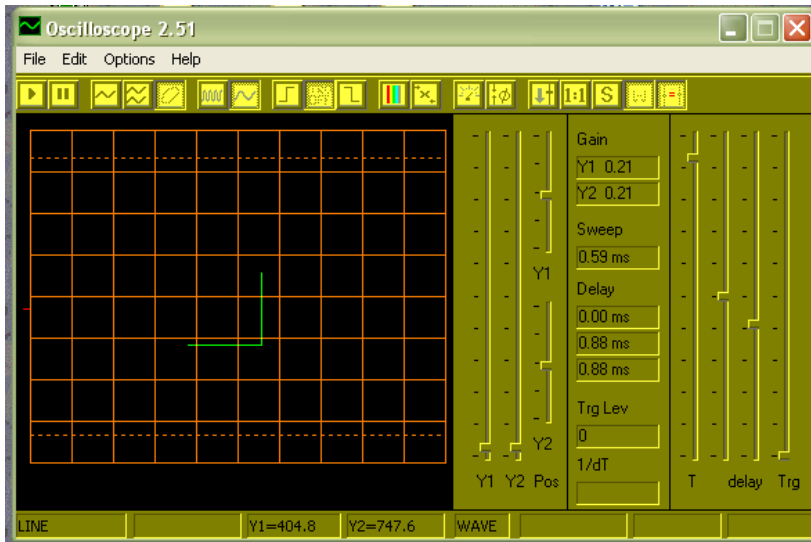 Oscilloscope 2.51
File Edit Options Help
1:1 S
Gain
Y1 0.21
Y2 0.21
Sweep
0.59 ms
Delay
0.00 ms
0.88 ms
0.88 ms
Trg Lev
0
1/dT
Y1
Y2
Y1 Y2 Pos
T delay Trg
LINE Y1=404.8 Y2=747.6 WAVE